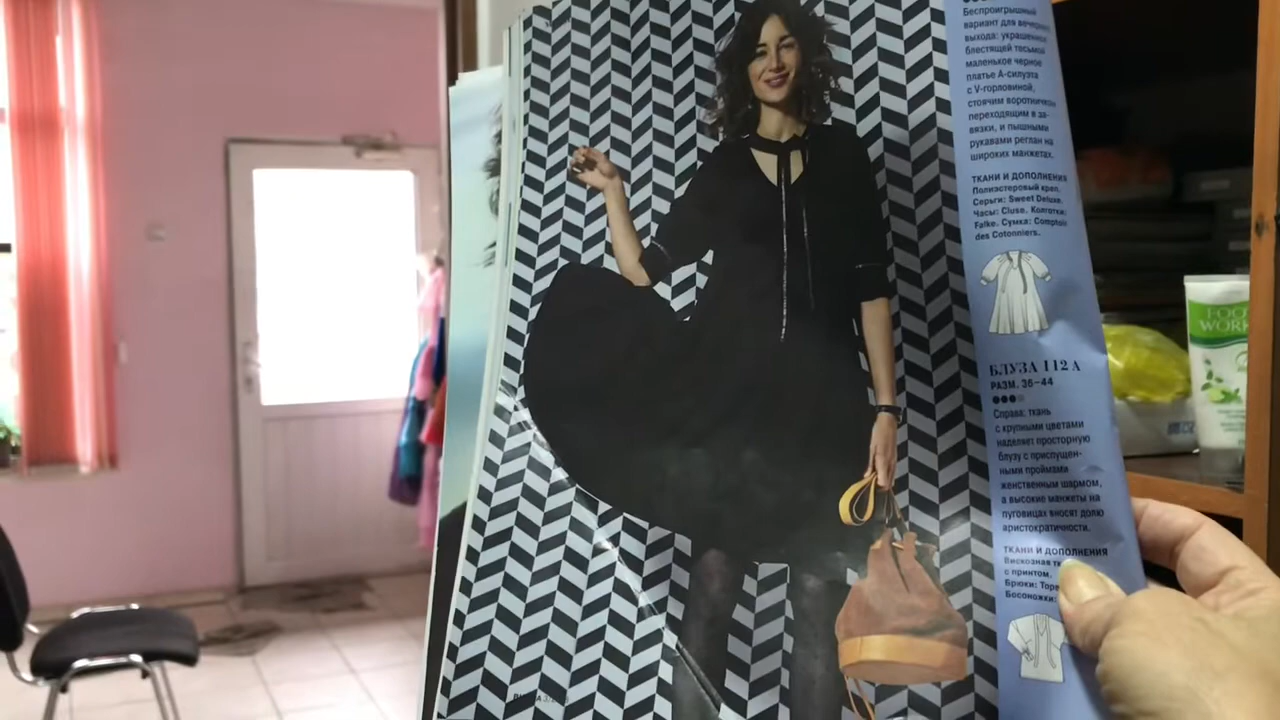 Беспроигрышный
вариант для вечернего
выхода: украшенное
блестящей тесьмой
маленькое черное
платье А-силуэта
с V-горловиной,
стоячим воротничком
переходящим в за-
вязки, и пышными
рукавами реглан на
широких манжетах.
ТКАНИ И ДОПОЛНЕНИЯ
Полиэстеровый креп.
Серьги: Sweet Deluxe.
Часы: Cluse. Колготки:
Falke. Сумка: Comptoir
des Cotonniers.
БЛУЗА 112 А
РАЗМ. 36–44
Справа: ткань
с крупными цветами
наделяет просторную
блузу с приспущен-
ными проймами
женственным шармом,
а высокие манжеты на
пуговицах вносят долю
аристократичности.
ТКАНИ И ДОПОЛНЕНИЯ
Вискозная
с принтом.
Брюки:
Босоножки:
FOOT
WORK